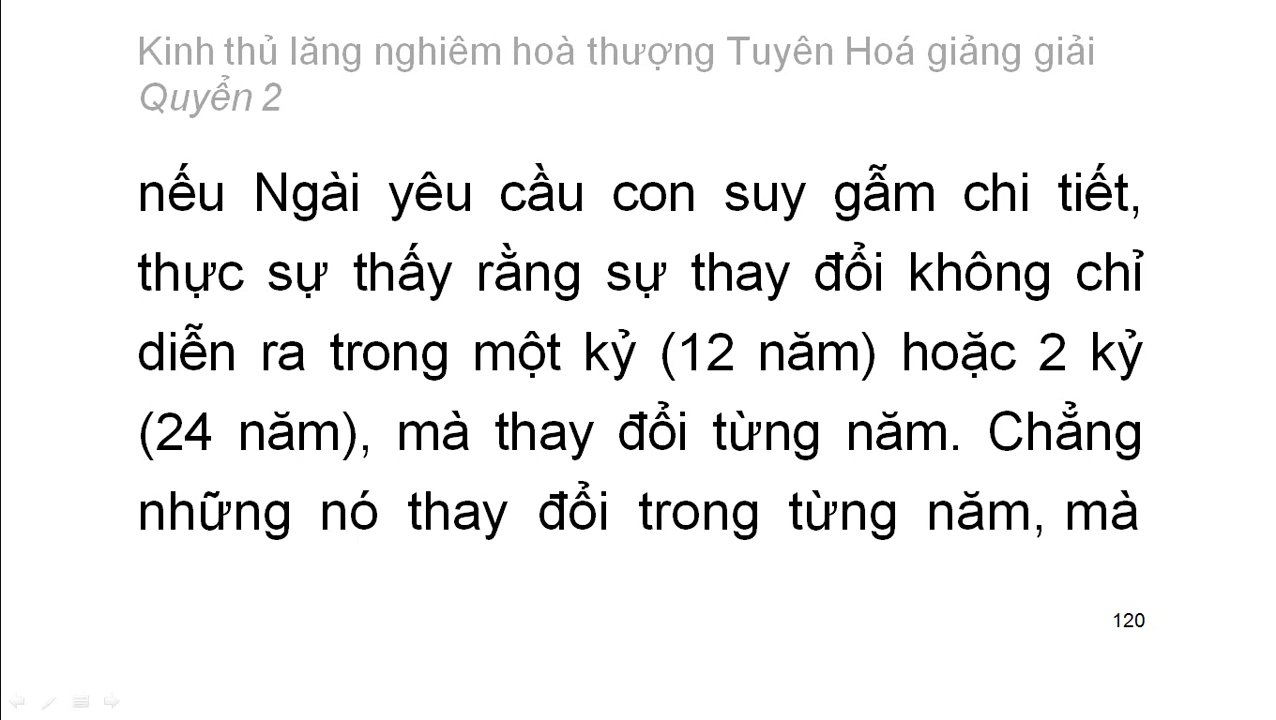 Kinh thủ lăng nghiêm hoà thượng Tuyên Hoá giảng giải
Quyển 2
nếu Ngài yêu cầu con suy gẫm chi tiết,
thực sự thấy rằng sự thay đổi không chỉ
diễn ra trong một kỷ (12 năm) hoặc 2 kỷ
(24 năm), mà thay đổi từng năm. Chẳng
những nó thay đổi trong từng năm, mà
120